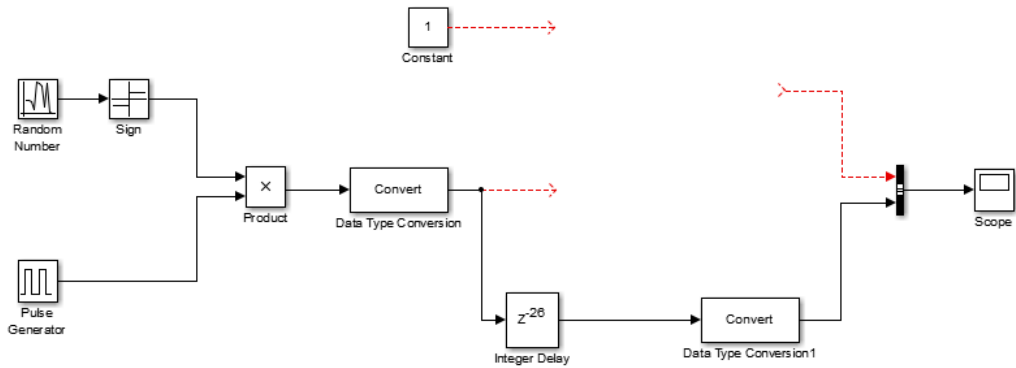 1
Constant
Random
Number
Sign
×
Product
Convert
Data Type Conversion
Pulse
Generator
Z-26
Integer Delay
Convert
Data Type Conversion1
Scope